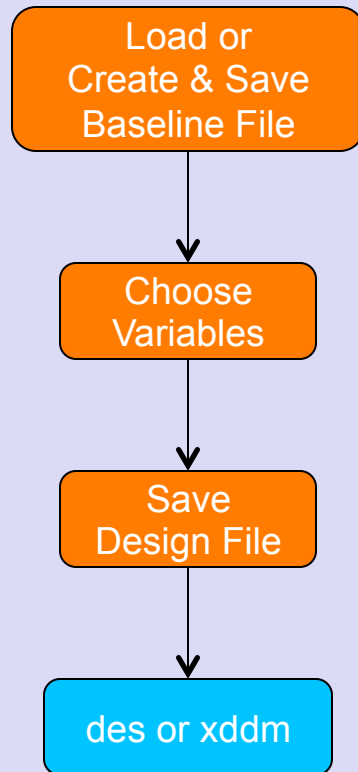 Load or
Create & Save
Baseline File
Choose
Variables
Save
Design File
des or xddm